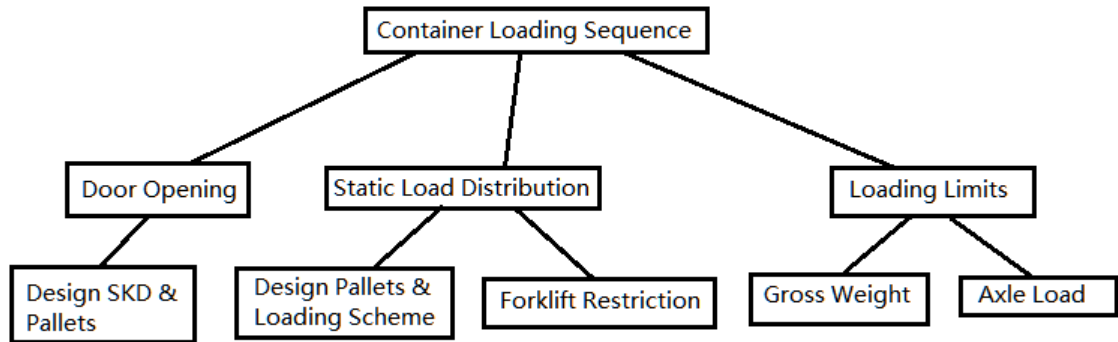 Container Loading Sequence
Door Opening
Static Load Distribution
Loading Limits
Design SKD &
Pallets
Design Pallets &
Loading Scheme
Forklift Restriction
Gross Weight
Axle Load